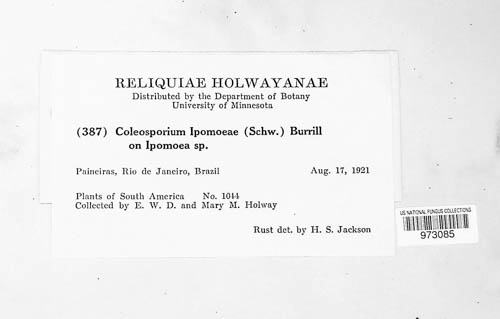 RELIQUIAE HOLWAYANAE
Distributed by the Department of Botany
University of Minnesota
(387) Coleosporium Ipomoeae (Schw.) Burrill
on Ipomoea sp.
Paineiras, Rio de Janeiro, Brazil Aug. 17, 1921
Plants of South America No. 1044
Collected by E. W. D. and Mary M. Holway
Rust det. by H. S. Jackson
US NATIONAL FUNGUS COLLECTIONS
973085